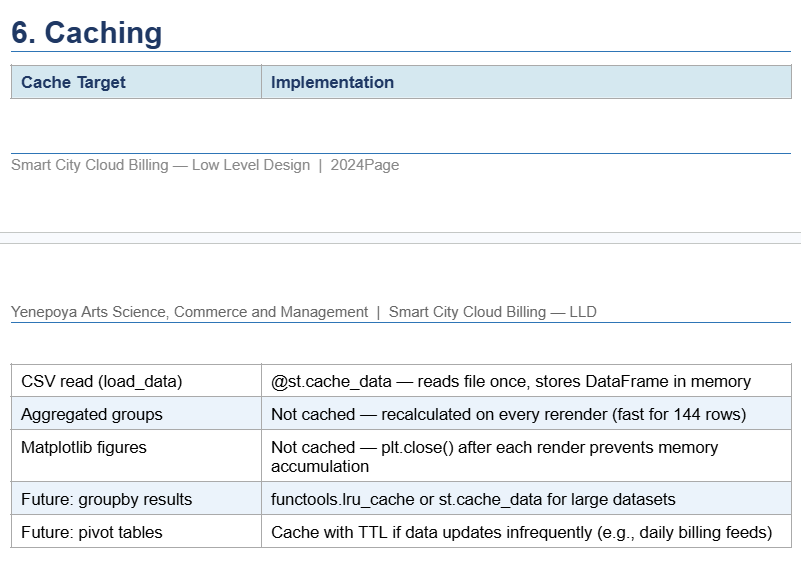 6. Caching
Cache Target Implementation
Smart City Cloud Billing — Low Level Design | 2024Page
Yenepoya Arts Science, Commerce and Management | Smart City Cloud Billing — LLD
CSV read (load_data) @st.cache_data — reads file once, stores DataFrame in memory
Aggregated groups Not cached — recalculated on every rerender (fast for 144 rows)
Matplotlib figures Not cached — plt.close() after each render prevents memory
accumulation
Future: groupby results functools.lru_cache or st.cache_data for large datasets
Future: pivot tables Cache with TTL if data updates infrequently (e.g., daily billing feeds)